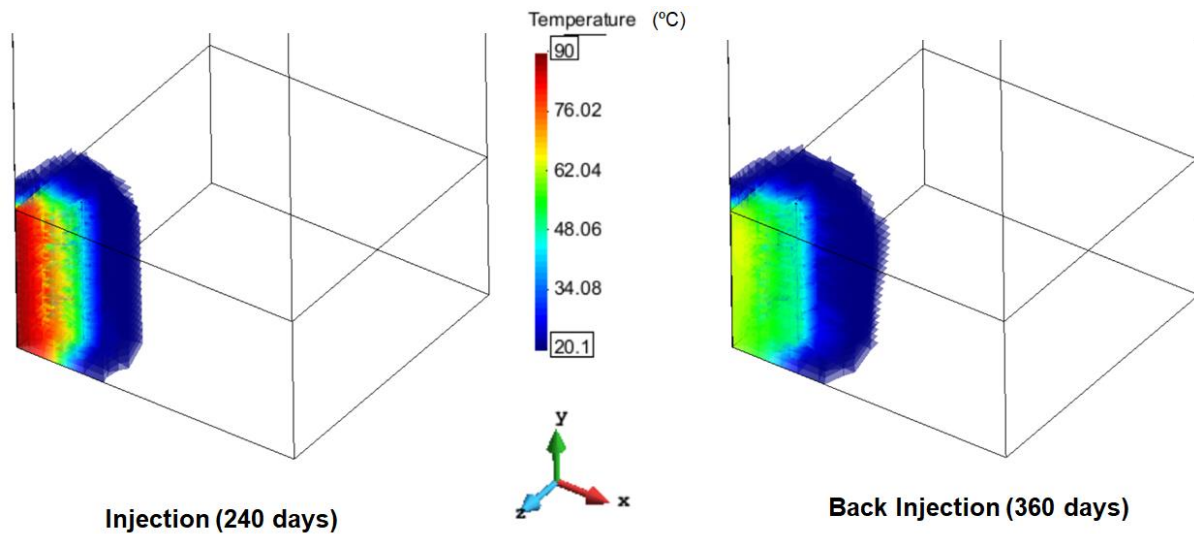 Temperature (ºC)
90
76.02
62.04
48.06
34.08
20.1
y
z
x
Injection (240 days)
Back Injection (360 days)